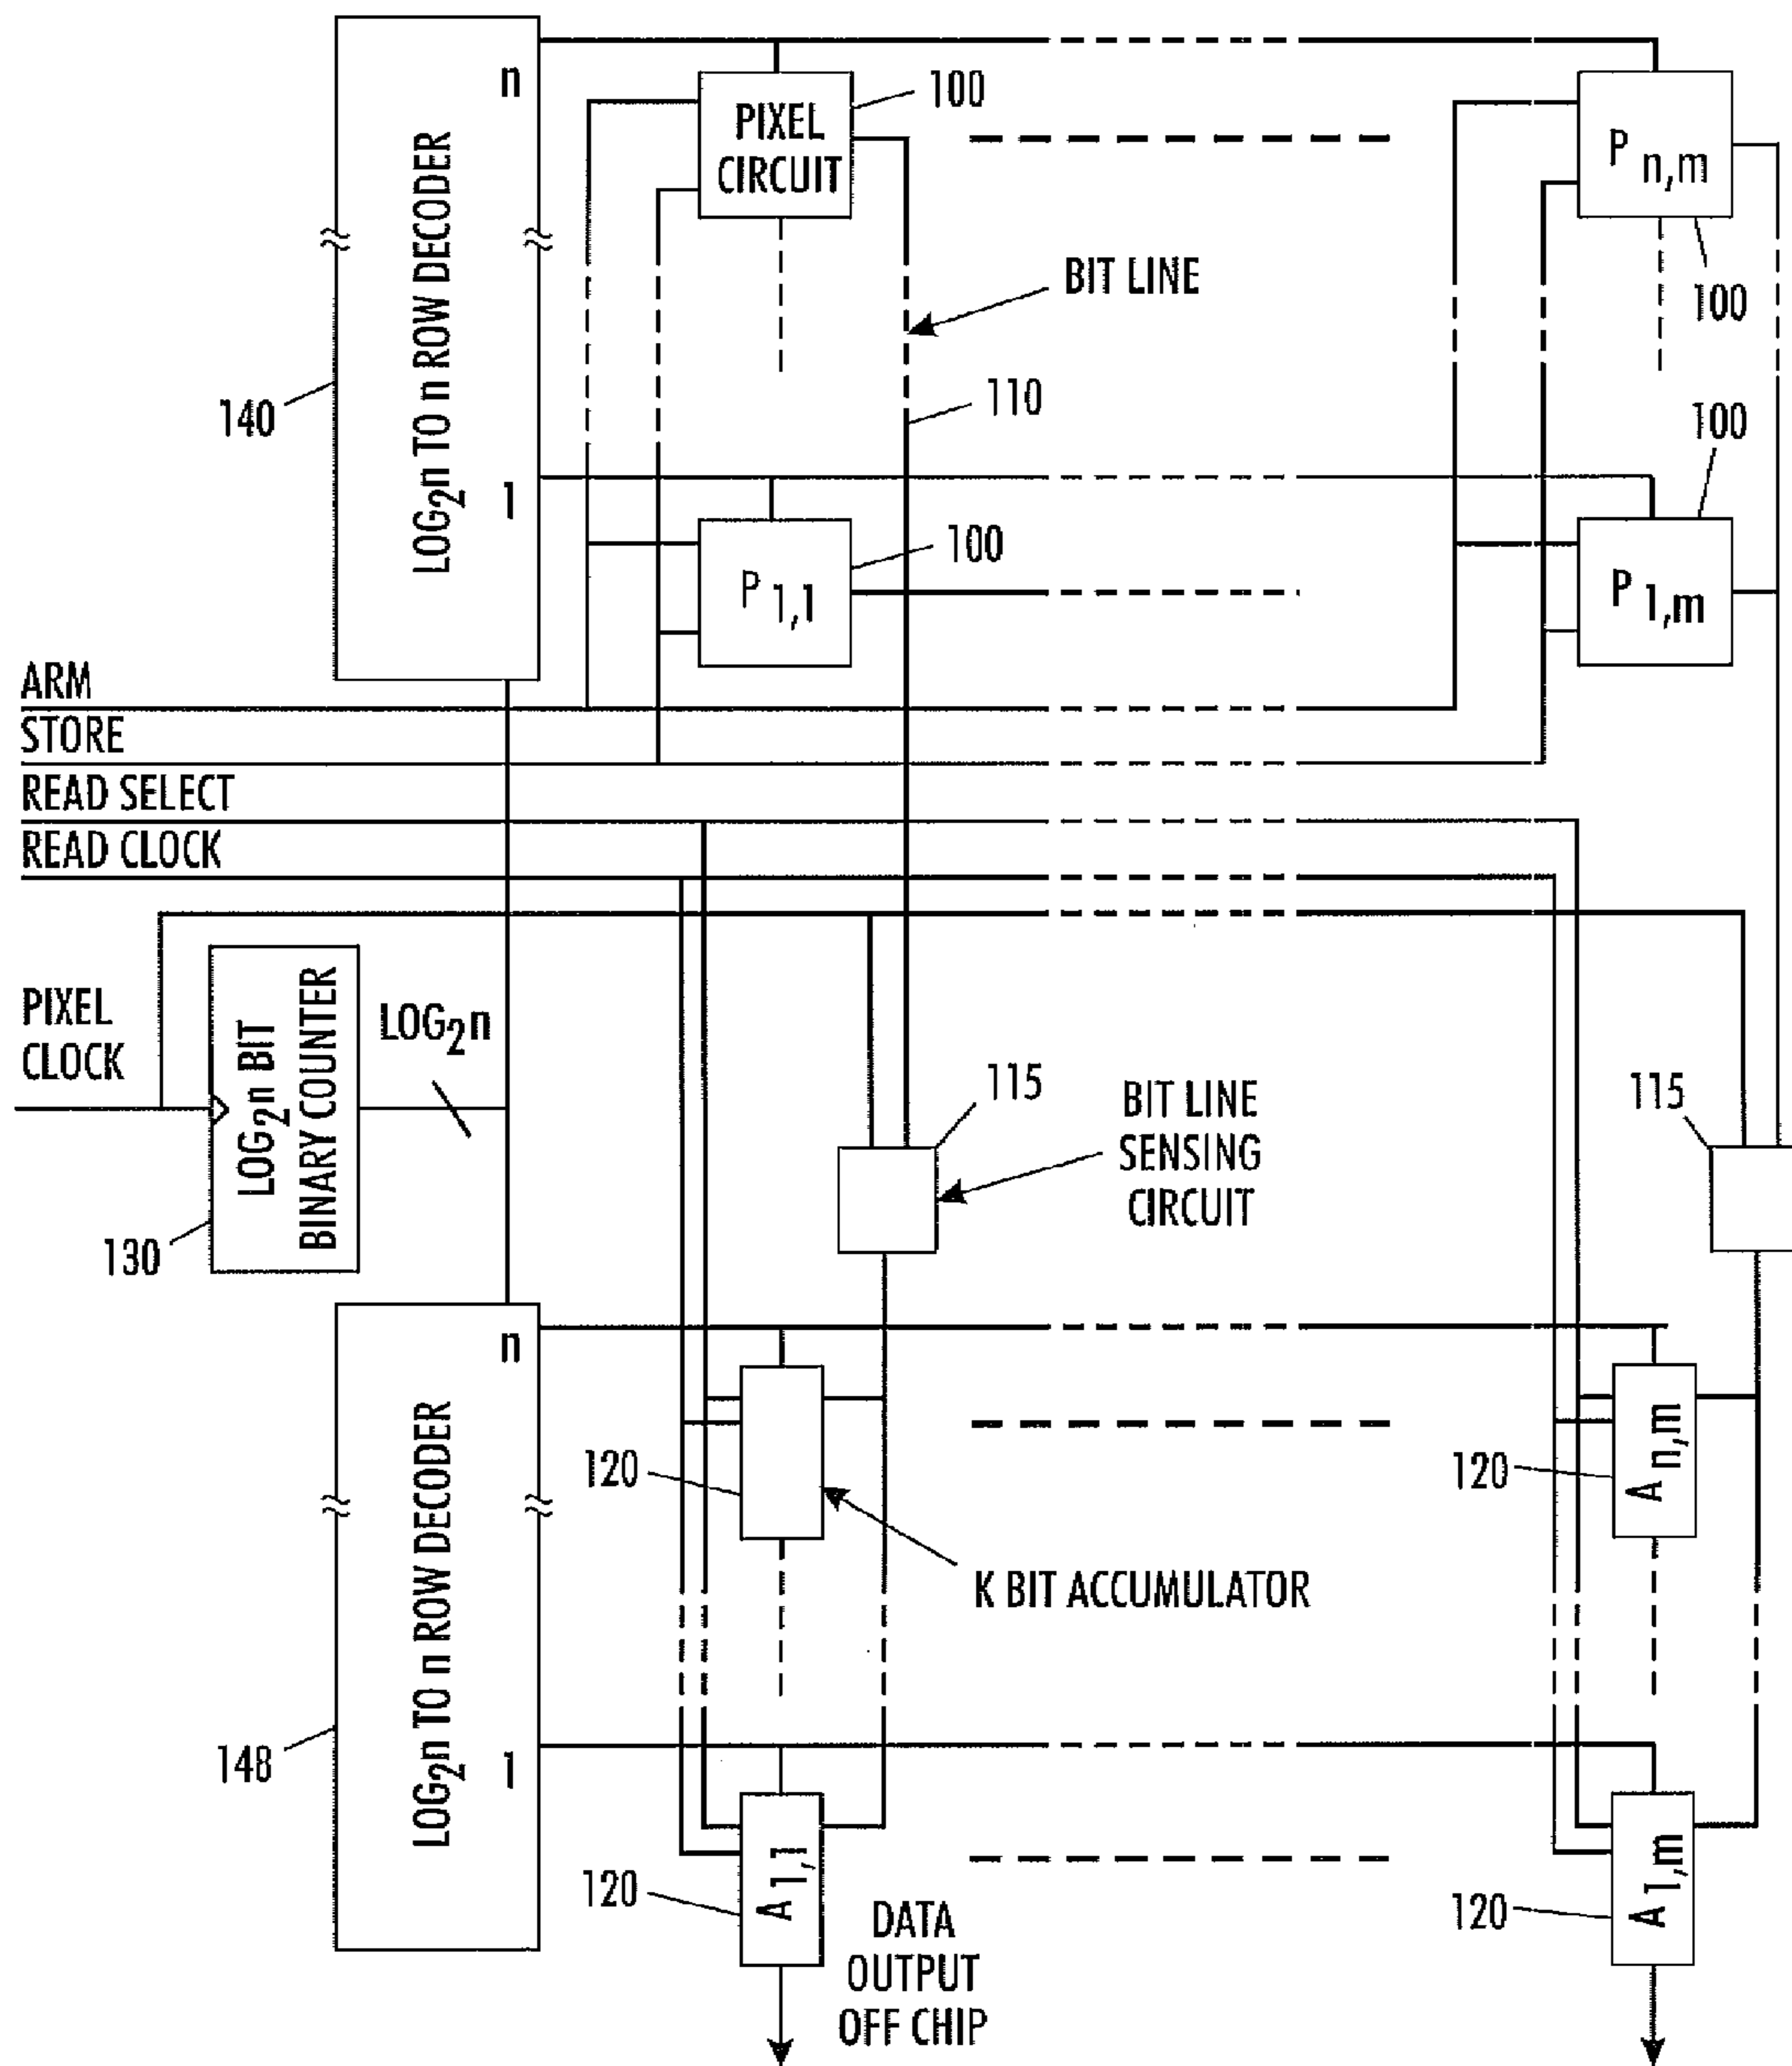 n
100
PIXEL
CIRCUIT
P n,m
LOG2n TO n ROW DECODER
BIT LINE
100
140
110
100
1
100
P 1,1
P 1,m
ARM
STORE
READ SELECT
READ CLOCK
PIXEL
CLOCK
LOG2n BIT
BINARY COUNTER
LOG2n
115
BIT LINE
SENSING
CIRCUIT
115
130
n
LOG2n TO n ROW DECODER
120
A n,m
120
K BIT ACCUMULATOR
148
1
A 1,1
A 1,m
120
120
DATA
OUTPUT
OFF CHIP